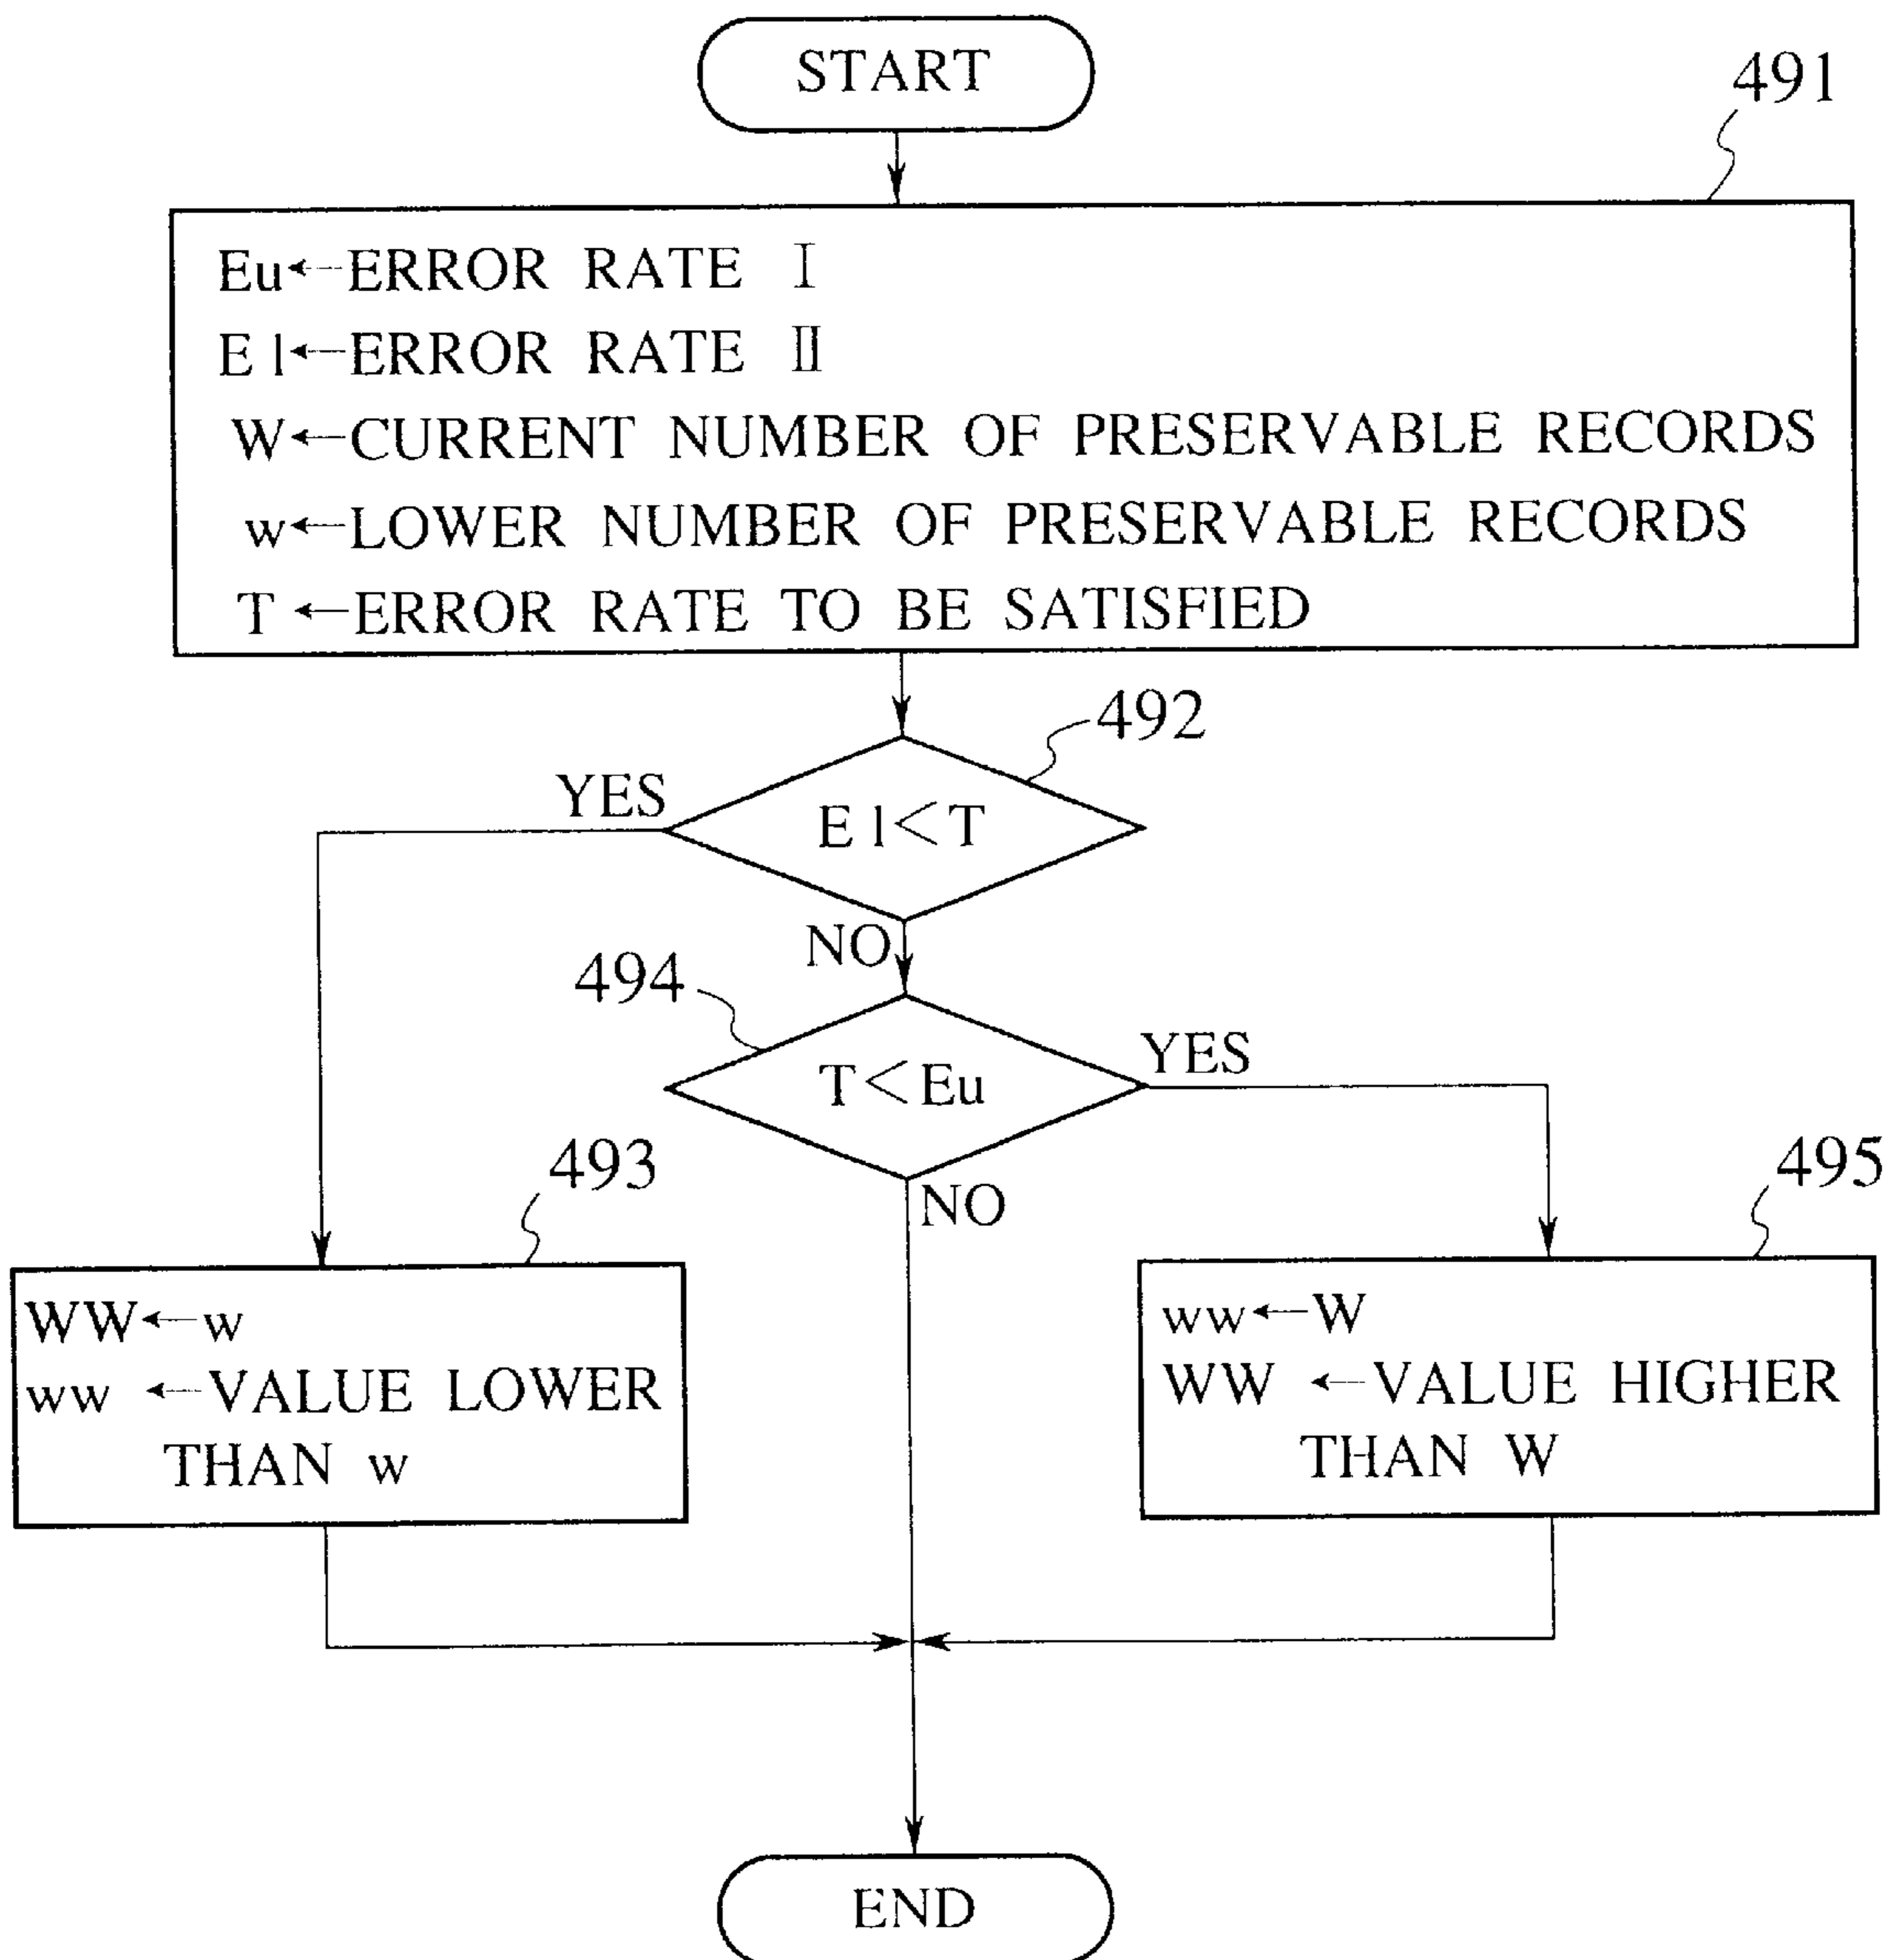 START
491
Eu←ERROR RATE Ⅰ
E l←ERROR RATE Ⅱ
W←CURRENT NUMBER OF PRESERVABLE RECORDS
w←LOWER NUMBER OF PRESERVABLE RECORDS
T ←ERROR RATE TO BE SATISFIED
492
YES
E l<T
NO
494
T<Eu
YES
NO
493
WW←w
ww ←VALUE LOWER
THAN w
495
ww←W
WW ←VALUE HIGHER
THAN W
END